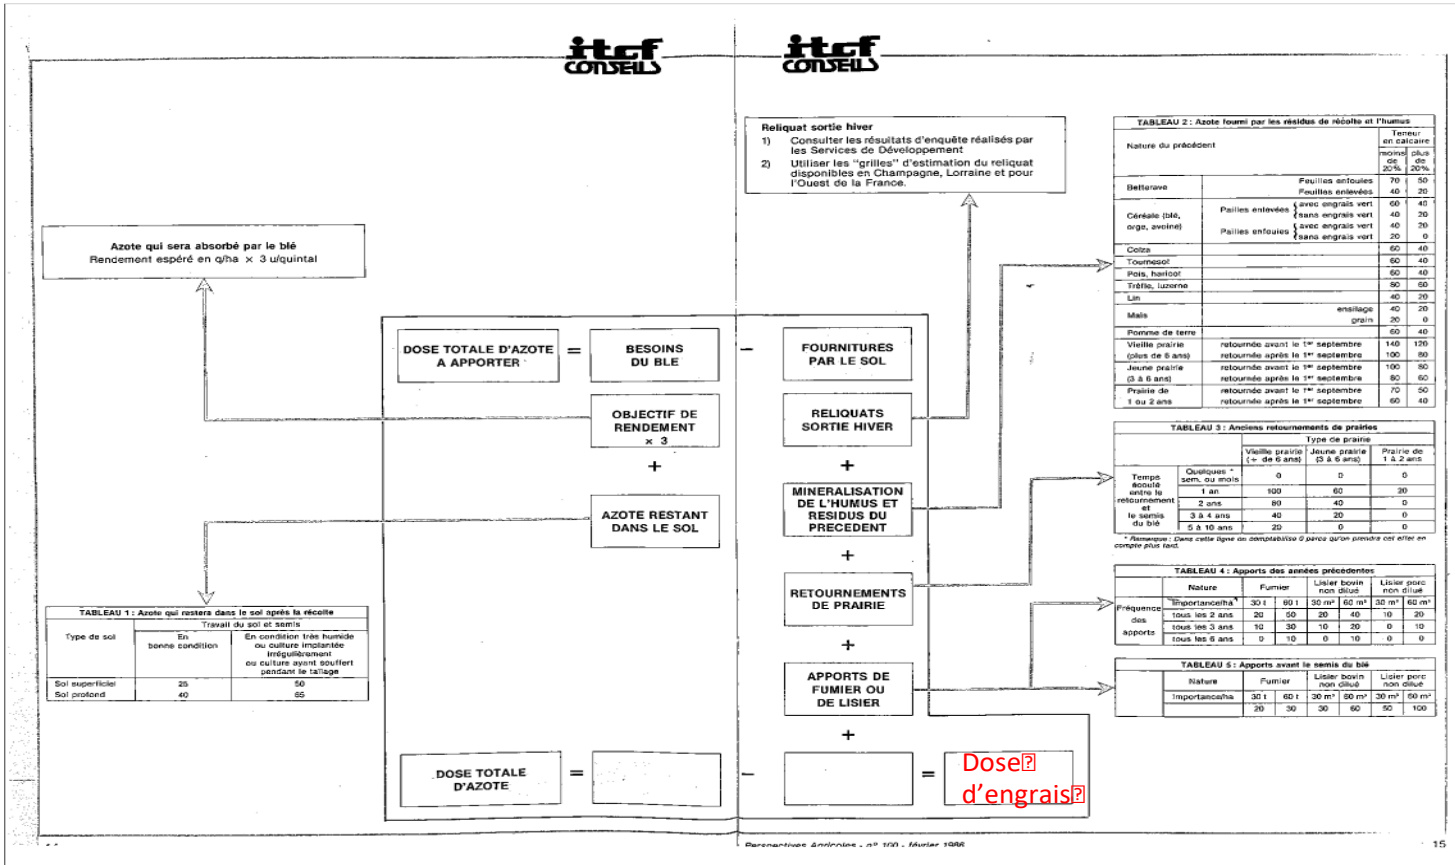 itcf
CONSEILS
itcf
CONSEILS
Azote qui sera absorbé par le blé
Rendement espéré en q/ha × 3 u/quintal
Reliquat sortie hiver
1) Consulter les résultats d'enquête réalisés par
les Services de Développement
2) Utiliser les "grilles" d'estimation du reliquat
disponibles en Champagne, Lorraine et pour
l'Ouest de la France.
DOSE TOTALE D'AZOTE
A APPORTER
=
BESOINS
DU BLE
−
FOURNITURES
PAR LE SOL
OBJECTIF DE
RENDEMENT
× 3
+
AZOTE RESTANT
DANS LE SOL
RELIQUATS
SORTIE HIVER
+
MINERALISATION
DE L'HUMUS ET
RESIDUS DU
PRECEDENT
+
RETOURNEMENTS
DE PRAIRIE
+
APPORTS DE
FUMIER OU
DE LISIER
+
DOSE TOTALE
D'AZOTE
=
−
=
Dose
d'engrais
TABLEAU 1 : Azote qui restera dans le sol après la récolte
Type de sol
Travail du sol et semis
En
bonne condition
En condition très humide
ou culture implantée
irrégulièrement
ou culture ayant souffert
pendant le tallage
Sol superficiel 25 50
Sol profond 40 65
TABLEAU 2 : Azote fourni par les résidus de récolte et l'humus
Nature du précédent
Teneur
en calcaire
moins de 20% plus de 20%
Betterave Feuilles enfouies 70 50
Feuilles enlevées 40 20
Céréale (blé, orge, avoine) Pailles enlevées avec engrais vert 60 40
sans engrais vert 40 20
Pailles enfouies avec engrais vert 40 20
sans engrais vert 20 0
Colza 60 40
Tournesol 60 40
Pois, haricot 60 40
Trèfle, luzerne 80 60
Lin 40 20
Maïs ensilage 40 20
grain 20 0
Pomme de terre 60 40
Vieille prairie retournée avant le 1er septembre 140 120
(plus de 6 ans) retournée après le 1er septembre 100 80
Jeune prairie retournée avant le 1er septembre 100 80
(3 à 6 ans) retournée après le 1er septembre 80 60
Prairie de retournée avant le 1er septembre 70 50
1 ou 2 ans retournée après le 1er septembre 60 40
TABLEAU 3 : Anciens retournements de prairies
Type de prairie
Vieille prairie (+ de 6 ans) Jeune prairie (3 à 6 ans) Prairie de 1 à 2 ans
Temps écoulé entre le retournement et le semis du blé
Quelques * sem. ou mois 0 0 0
1 an 100 60 20
2 ans 80 40 0
3 à 4 ans 40 20 0
5 à 10 ans 20 0 0
* Remarque : Dans cette ligne on comptabilise 0 parce qu'on prendra cet effet en
compte plus tard.
TABLEAU 4 : Apports des années précédentes
Nature Fumier Lisier bovin non dilué Lisier porc non dilué
Fréquence des apports
Importance/ha 30 t 60 t 30 m³ 60 m³ 30 m³ 60 m³
tous les 2 ans 20 50 20 40 10 20
tous les 3 ans 10 30 10 20 0 10
tous les 6 ans 0 10 0 10 0 0
TABLEAU 5 : Apports avant le semis du blé
Nature Fumier Lisier bovin non dilué Lisier porc non dilué
Importance/ha 30 t 60 t 30 m³ 60 m³ 30 m³ 60 m³
20 30 30 60 50 100
Perspectives Agricoles - n° 100 - février 1986
15